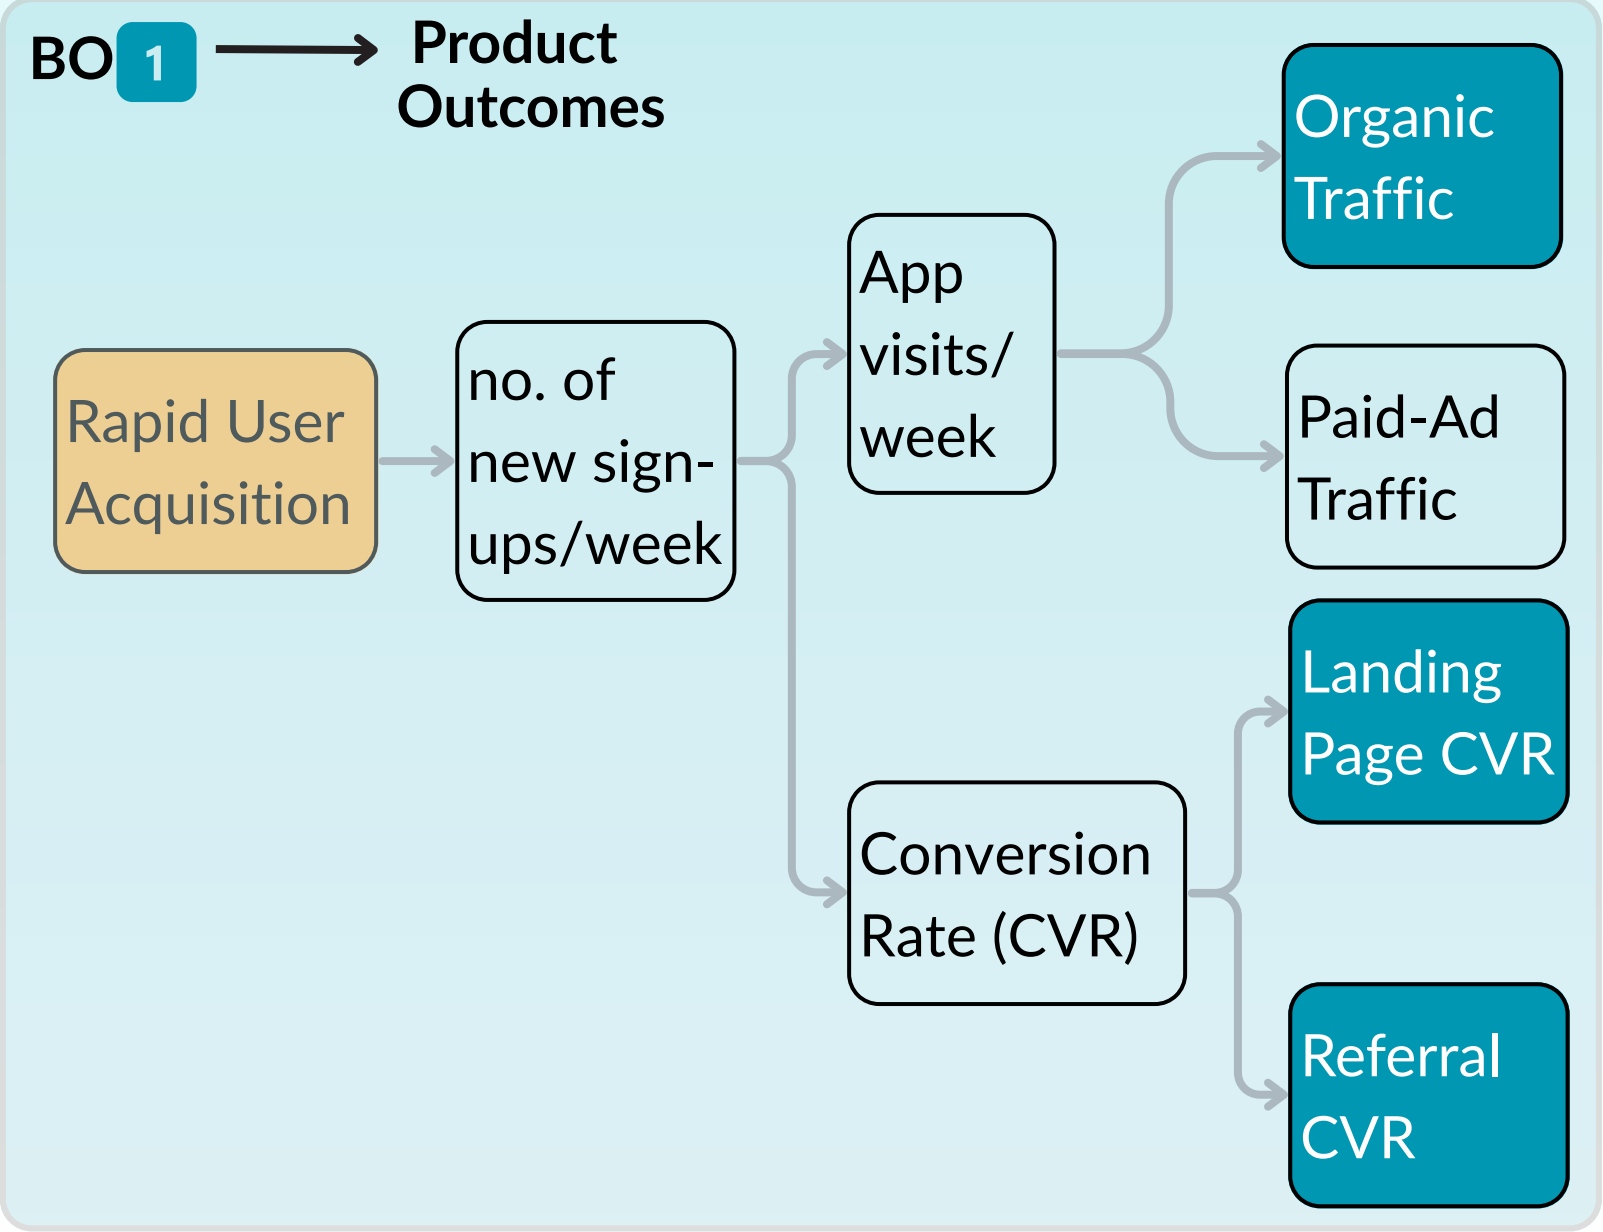 BO 1
Product
Outcomes
Rapid User
Acquisition
no. of
new sign-
ups/week
App
visits/
week
Conversion
Rate (CVR)
Organic
Traffic
Paid-Ad
Traffic
Landing
Page CVR
Referral
CVR